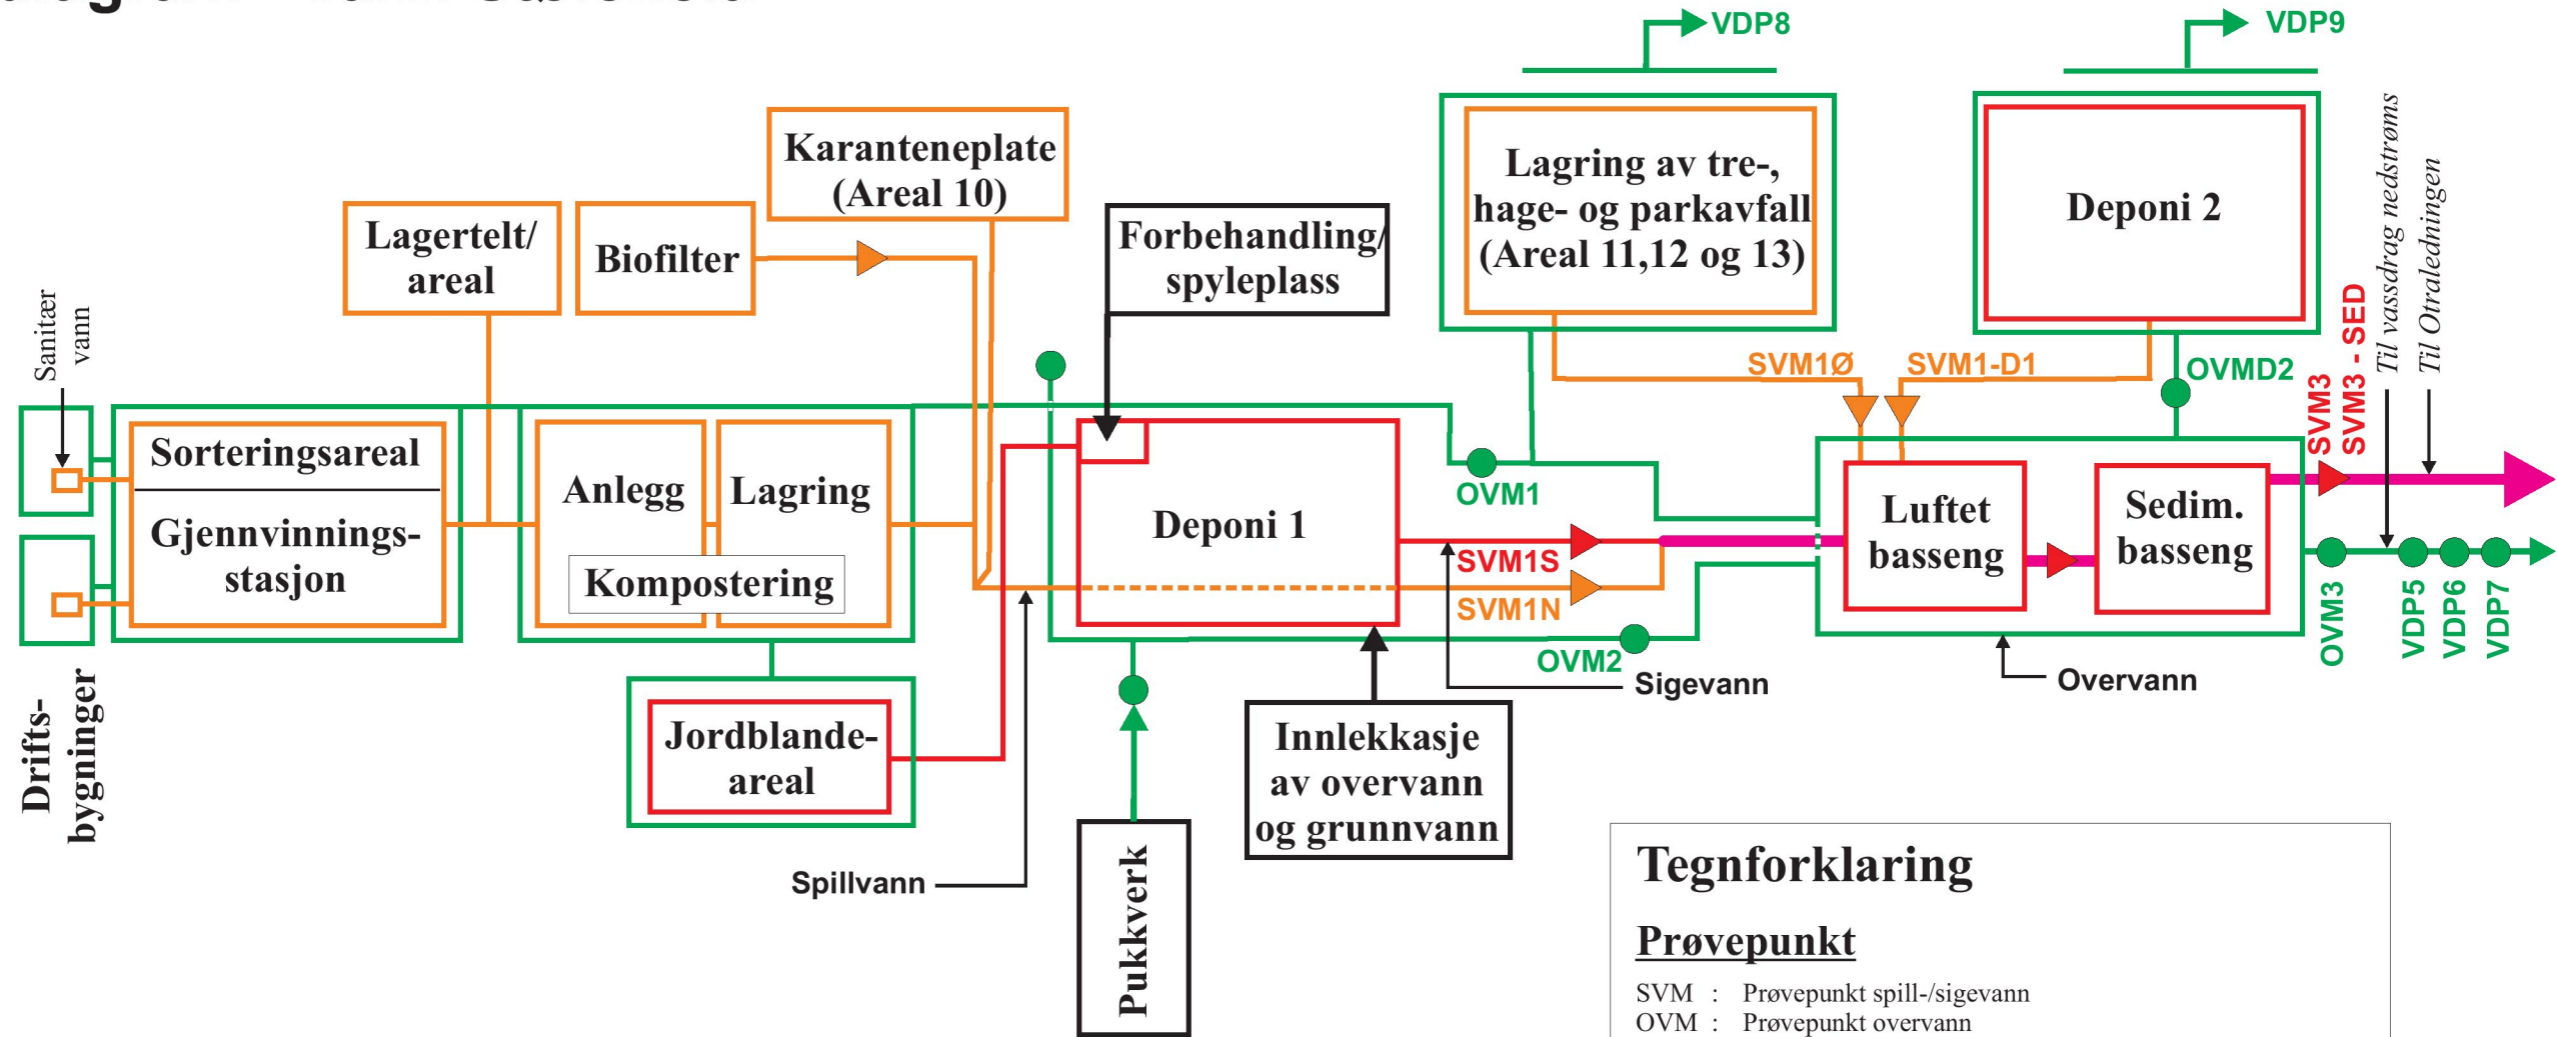 VDP8
VDP9
Karanteneplate
(Areal 10)
Lagring av tre-,
hage- og parkavfall
(Areal 11,12 og 13)
Deponi 2
Til vassdrag nedstrøms
Til Otraledningen
Lagertelt/
areal
Biofilter
Forbehandling/
spyleplass
Sanitær
vann
SVM1Ø
SVM1-D1
OVMD2
SVM3
SVM3 - SED
Sorteringsareal
Gjennvinnings-
stasjon
Anlegg
Lagring
Kompostering
Deponi 1
OVM1
SVM1S
SVM1N
OVM2
Luftet
basseng
Sedim.
basseng
OVM3
VDP5
VDP6
VDP7
Sigevann
Overvann
Drifts-
bygninger
Jordblande-
areal
Innlekkasje
av overvann
og grunnvann
Spillvann
Pukkverk
Tegnforklaring
Prøvepunkt
SVM : Prøvepunkt spill-/sigevann
OVM : Prøvepunkt overvann